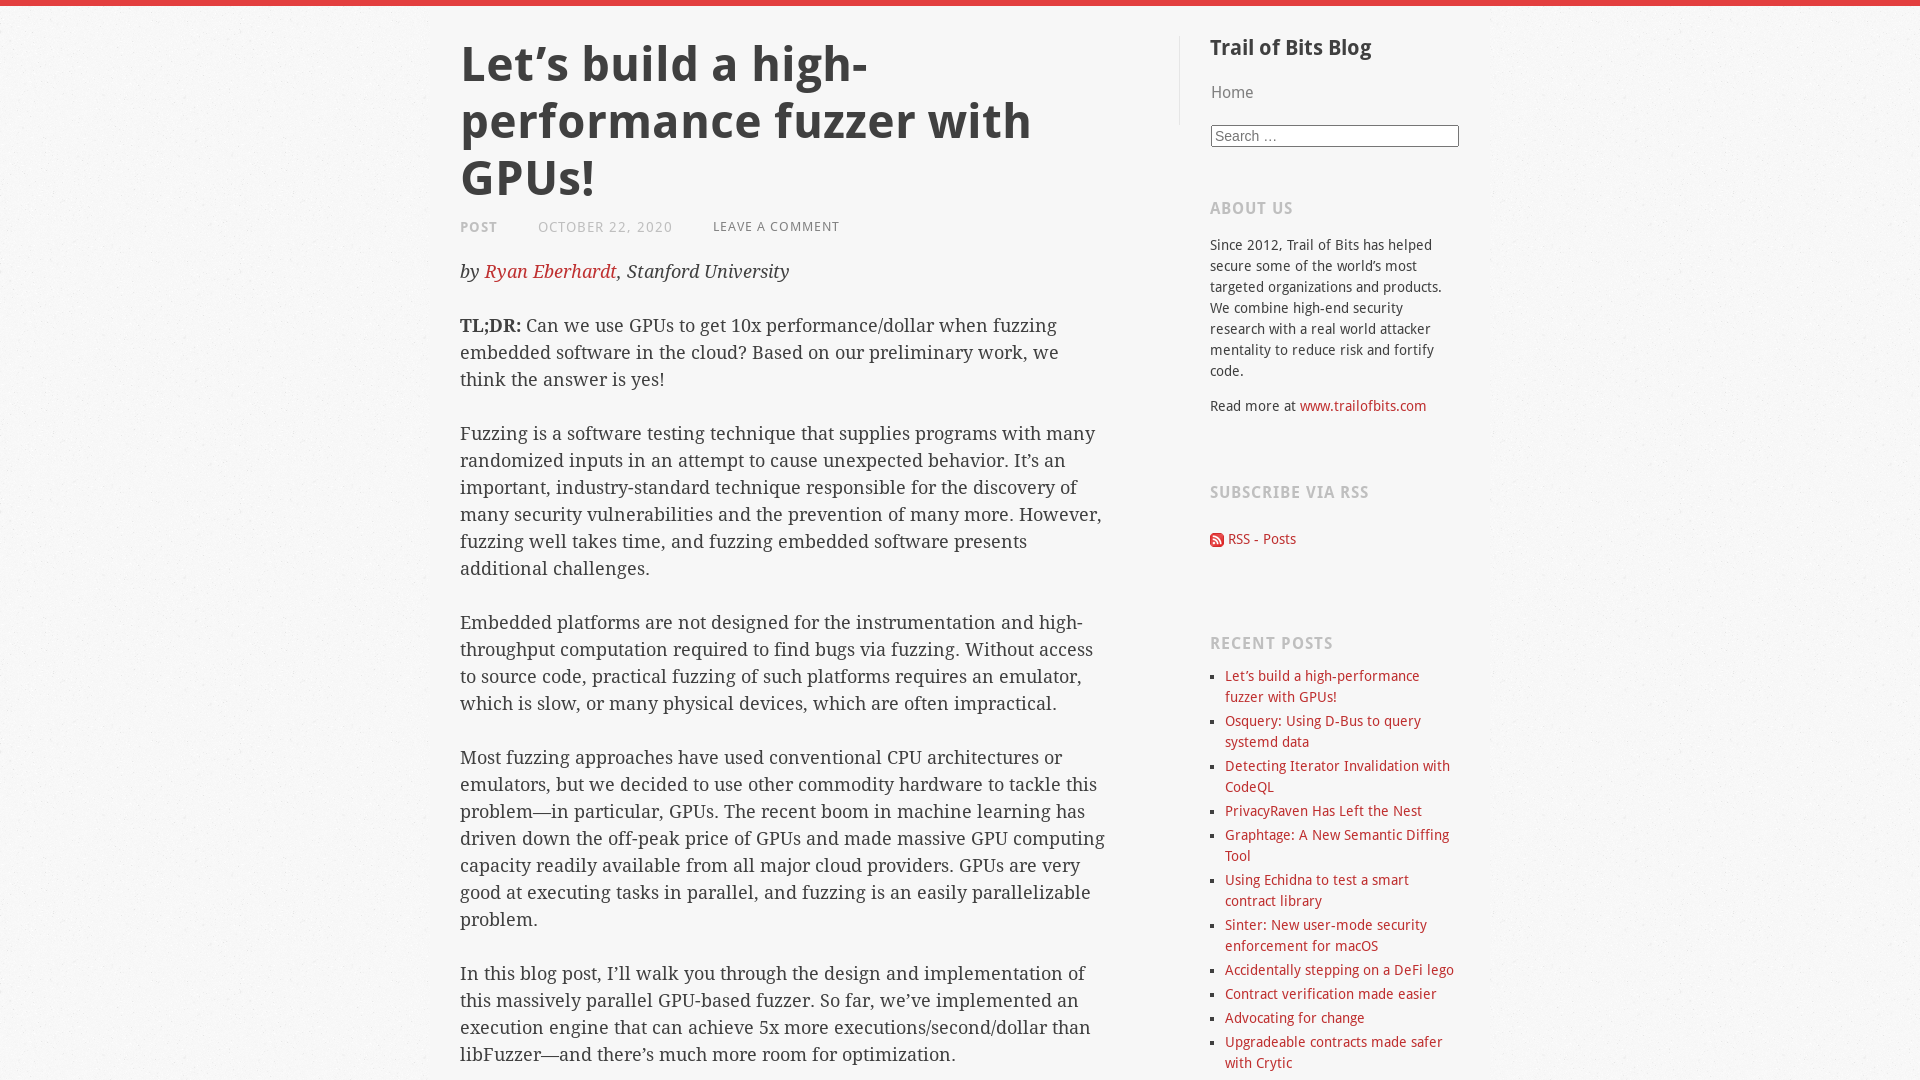 Let’s build a high-
performance fuzzer with
GPUs!
POST OCTOBER 22, 2020 LEAVE A COMMENT
by Ryan Eberhardt, Stanford University
TL;DR: Can we use GPUs to get 10x performance/dollar when fuzzing
embedded software in the cloud? Based on our preliminary work, we
think the answer is yes!
Fuzzing is a software testing technique that supplies programs with many
randomized inputs in an attempt to cause unexpected behavior. It’s an
important, industry-standard technique responsible for the discovery of
many security vulnerabilities and the prevention of many more. However,
fuzzing well takes time, and fuzzing embedded software presents
additional challenges.
Embedded platforms are not designed for the instrumentation and high-
throughput computation required to find bugs via fuzzing. Without access
to source code, practical fuzzing of such platforms requires an emulator,
which is slow, or many physical devices, which are often impractical.
Most fuzzing approaches have used conventional CPU architectures or
emulators, but we decided to use other commodity hardware to tackle this
problem—in particular, GPUs. The recent boom in machine learning has
driven down the off-peak price of GPUs and made massive GPU computing
capacity readily available from all major cloud providers. GPUs are very
good at executing tasks in parallel, and fuzzing is an easily parallelizable
problem.
In this blog post, I’ll walk you through the design and implementation of
this massively parallel GPU-based fuzzer. So far, we’ve implemented an
execution engine that can achieve 5x more executions/second/dollar than
libFuzzer—and there’s much more room for optimization.
Trail of Bits Blog
Home
Search …
ABOUT US
Since 2012, Trail of Bits has helped
secure some of the world’s most
targeted organizations and products.
We combine high-end security
research with a real world attacker
mentality to reduce risk and fortify
code.
Read more at www.trailofbits.com
SUBSCRIBE VIA RSS
RSS - Posts
RECENT POSTS
Let’s build a high-performance
fuzzer with GPUs!
Osquery: Using D-Bus to query
systemd data
Detecting Iterator Invalidation with
CodeQL
PrivacyRaven Has Left the Nest
Graphtage: A New Semantic Diffing
Tool
Using Echidna to test a smart
contract library
Sinter: New user-mode security
enforcement for macOS
Accidentally stepping on a DeFi lego
Contract verification made easier
Advocating for change
Upgradeable contracts made safer
with Crytic